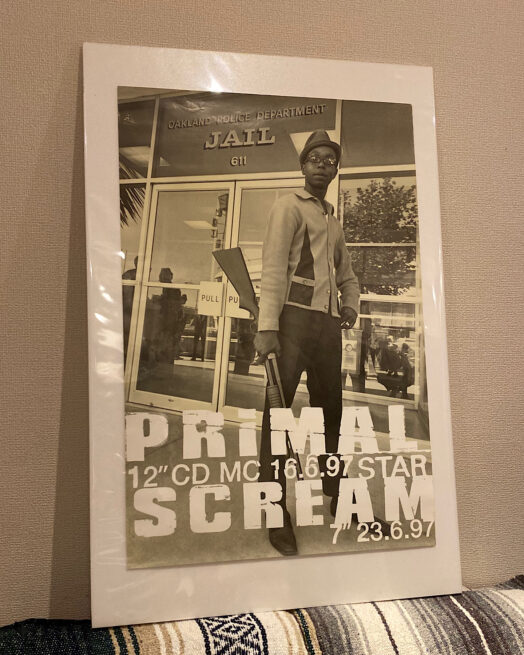 OAKLAND POLICE DEPARTMENT
JAIL
611
PULL PU
PRiMAL
12" CD MC 16.6.97 STAR
SCREAM
7" 23.6.97